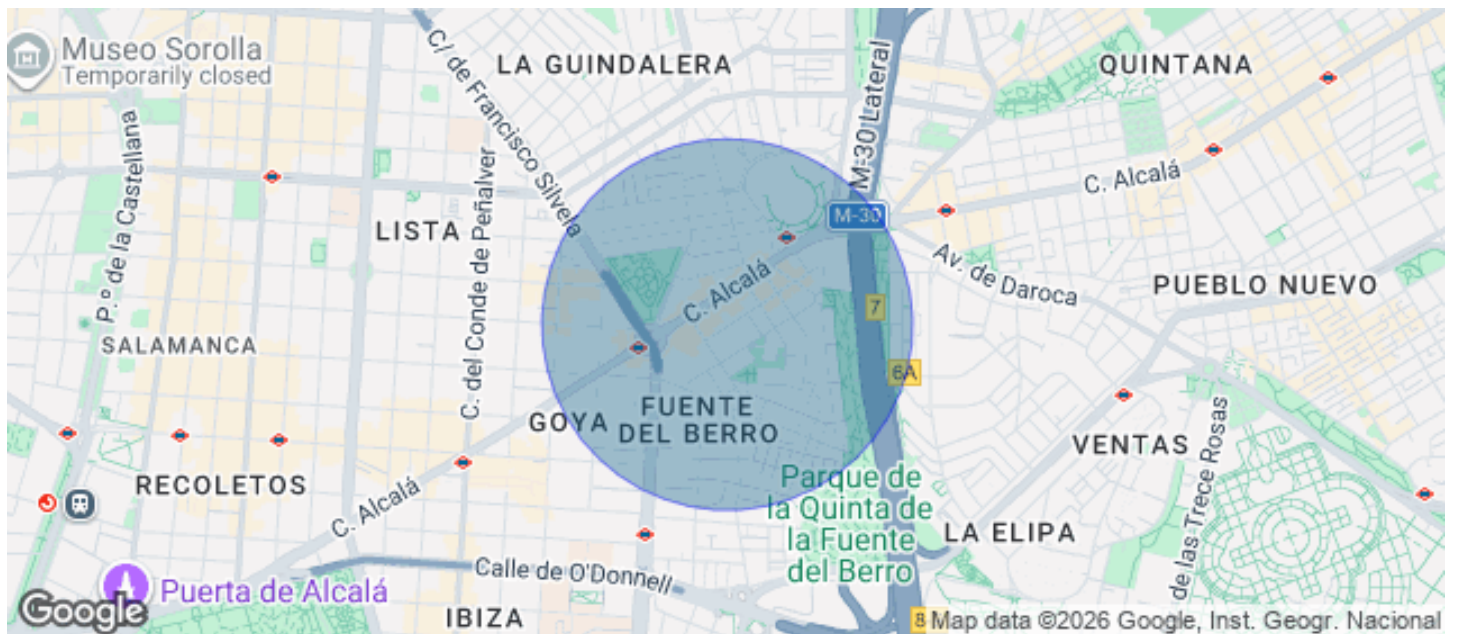 Museo Sorolla
Temporarily closed
C/ de Francisco Silvela
LA GUINDALERA
M-30 Lateral
QUINTANA
P.º de la Castellana
C. del Conde de Peñalver
LISTA
M-30
C. Alcalá
Av. de Daroca
PUEBLO NUEVO
C. Alcalá
7
SALAMANCA
6A
GOYA
FUENTE
DEL BERRO
VENTAS
de las Trece Rosas
RECOLETOS
C. Alcalá
Parque de
la Quinta de
la Fuente
del Berro
LA ELIPA
Calle de O'Donnell
Puerta de Alcalá
IBIZA
Google
8
Map data ©2026 Google, Inst. Geogr. Nacional